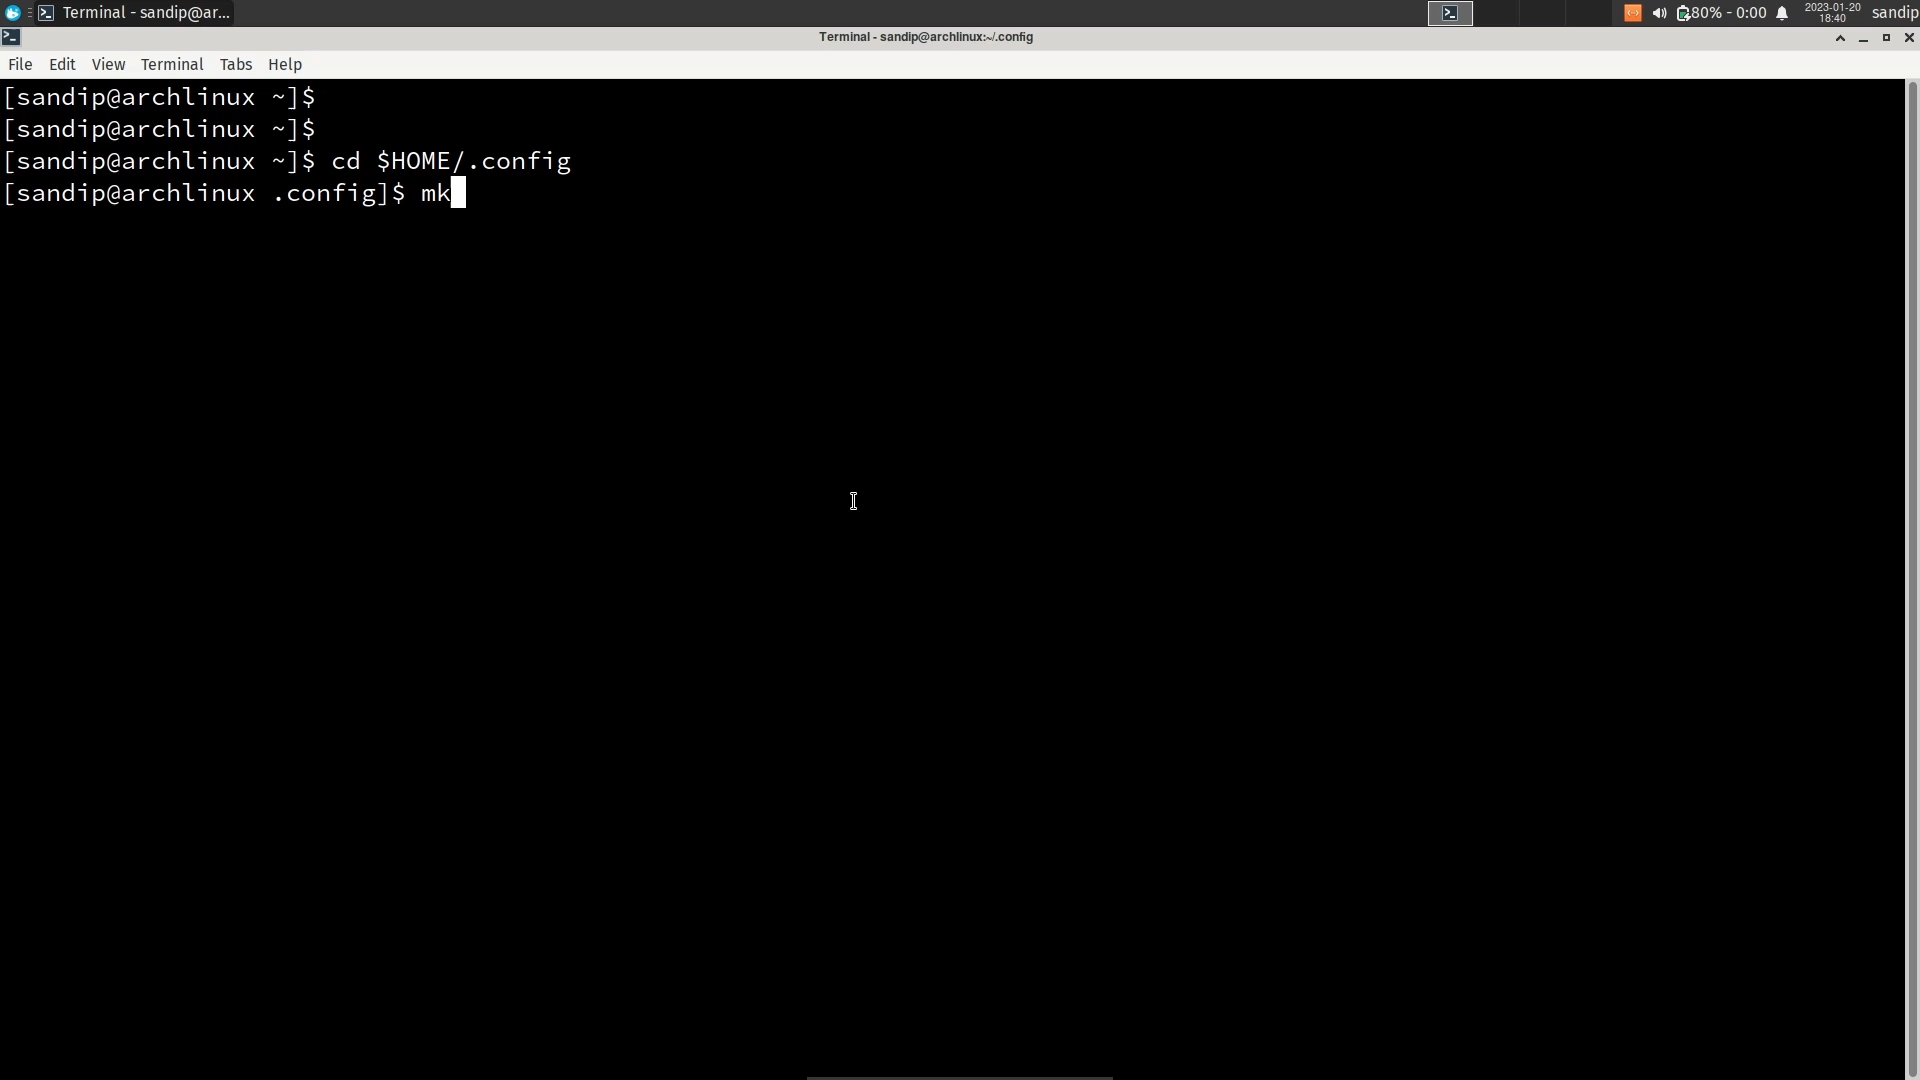 Terminal - sandip@ar...
80% - 0:00
2023-01-20
18:40
sandip
Terminal - sandip@archlinux:~/.config
File Edit View Terminal Tabs Help
[sandip@archlinux ~]$
[sandip@archlinux ~]$
[sandip@archlinux ~]$ cd $HOME/.config
[sandip@archlinux .config]$ mk